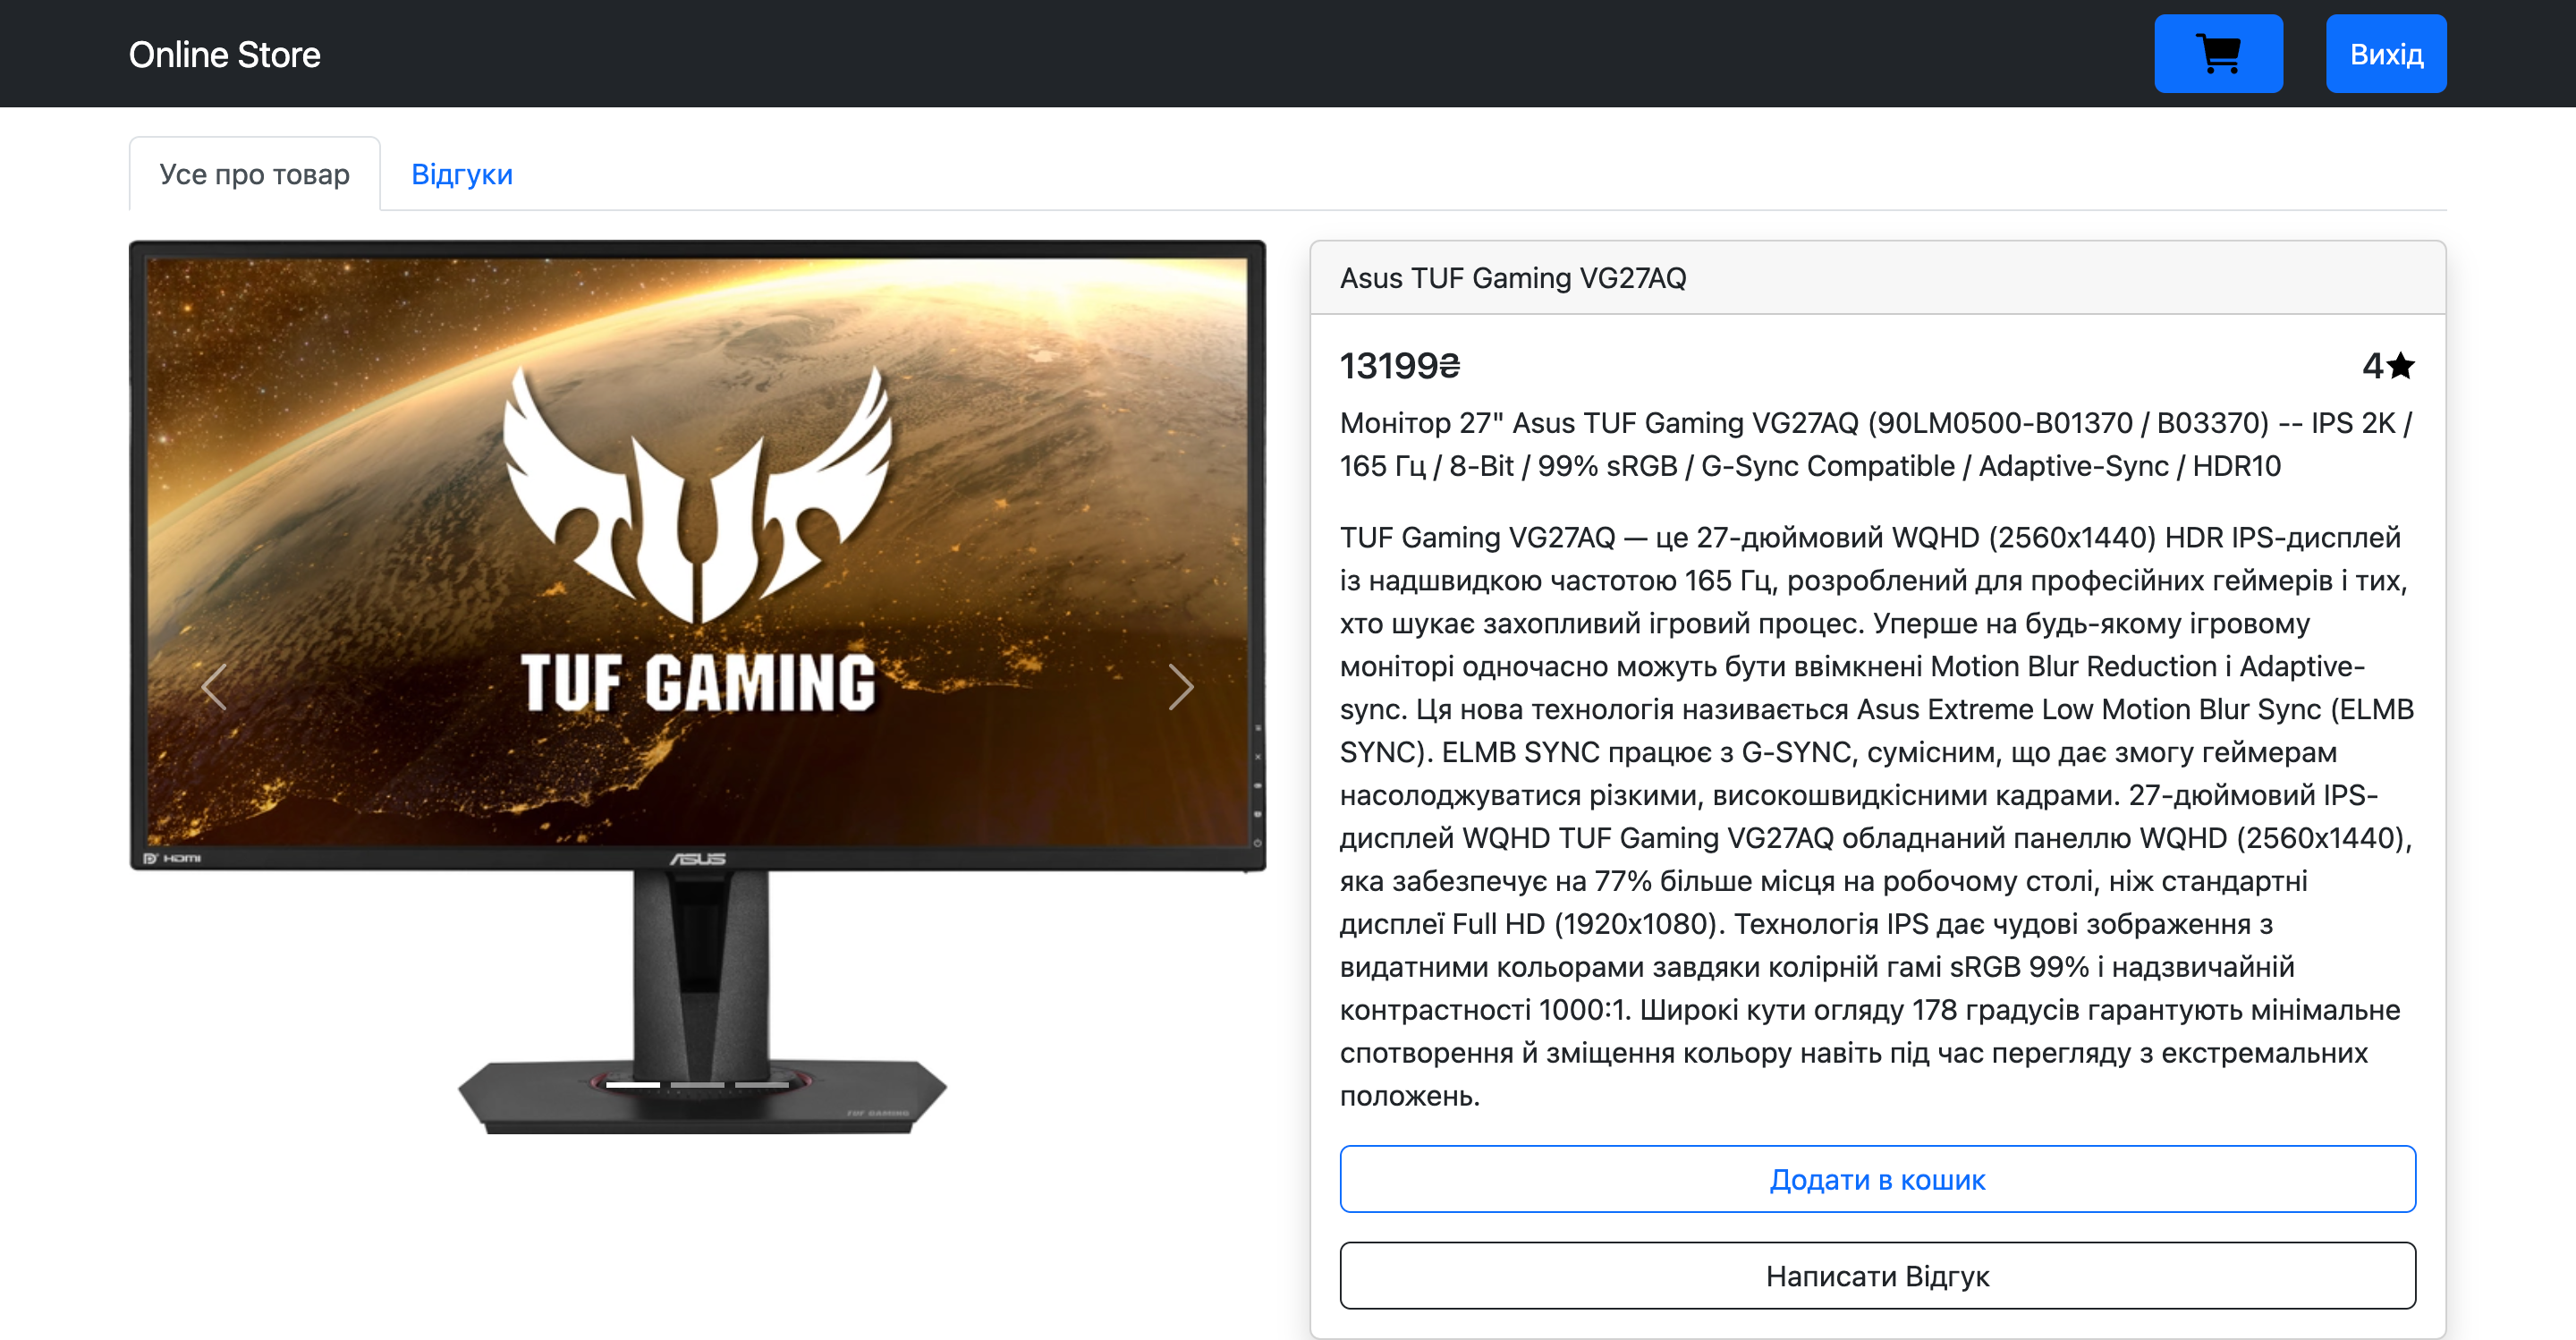 Online Store
Вихід
Усе про товар
Відгуки
TUF GAMING
HDMI
ASUS
TUF GAMING
Asus TUF Gaming VG27AQ
13199₴
4★
Монітор 27" Asus TUF Gaming VG27AQ (90LM0500-B01370 / B03370) -- IPS 2K /
165 Гц / 8-Bit / 99% sRGB / G-Sync Compatible / Adaptive-Sync / HDR10
TUF Gaming VG27AQ — це 27-дюймовий WQHD (2560x1440) HDR IPS-дисплей
із надшвидкою частотою 165 Гц, розроблений для професійних геймерів і тих,
хто шукає захопливий ігровий процес. Уперше на будь-якому ігровому
моніторі одночасно можуть бути ввімкнені Motion Blur Reduction і Adaptive-
sync. Ця нова технологія називається Asus Extreme Low Motion Blur Sync (ELMB
SYNC). ELMB SYNC працює з G-SYNC, сумісним, що дає змогу геймерам
насолоджуватися різкими, високошвидкісними кадрами. 27-дюймовий IPS-
дисплей WQHD TUF Gaming VG27AQ обладнаний панеллю WQHD (2560x1440),
яка забезпечує на 77% більше місця на робочому столі, ніж стандартні
дисплеї Full HD (1920x1080). Технологія IPS дає чудові зображення з
видатними кольорами завдяки колірній гамі sRGB 99% і надзвичайній
контрастності 1000:1. Широкі кути огляду 178 градусів гарантують мінімальне
спотворення й зміщення кольору навіть під час перегляду з екстремальних
положень.
Додати в кошик
Написати Відгук